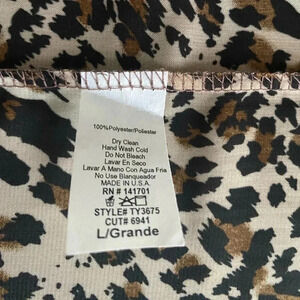 100%Polyester/Poliester
Dry Clean
Hand Wash Cold
Do Not Bleach
Lavar En Seco
Lavar A Mano Con Agua Fria
No Use Blanqueador
MADE IN U.S.A.
RN # 141701
STYLE# TY3675
CUT# 6941
L/Grande